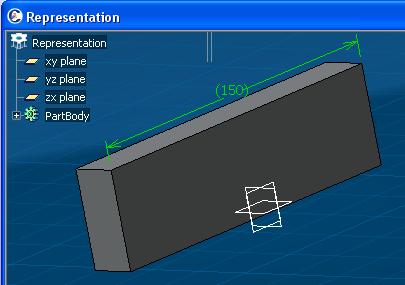 Representation
Representation
xy plane
yz plane
zx plane
PartBody
(150)